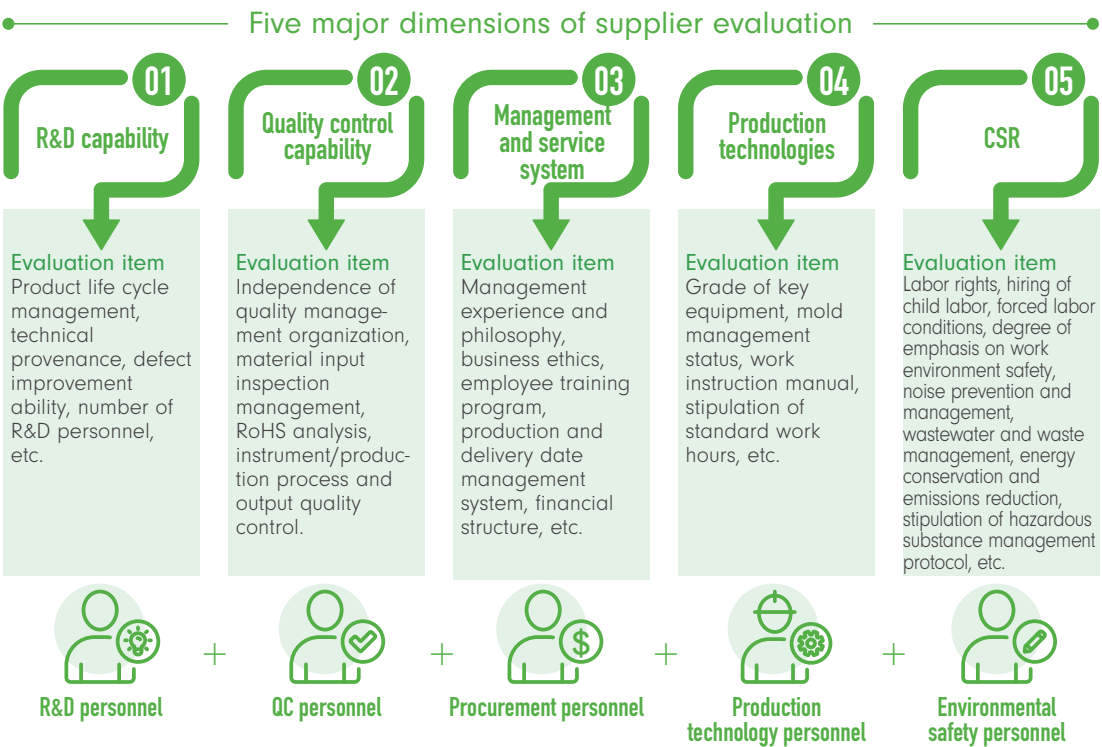 Five major dimensions of supplier evaluation
01
R&D capability
Evaluation item
Product life cycle
management,
technical
provenance, defect
improvement
ability, number of
R&D personnel,
etc.
R&D personnel
02
Quality control
capability
Evaluation item
Independence of
quality manage-
ment organization,
material input
inspection
management,
RoHS analysis,
instrument/produc-
tion process and
output quality
control.
QC personnel
03
Management
and service
system
Evaluation item
Management
experience and
philosophy,
business ethics,
employee training
program,
production and
delivery date
management
system, financial
structure, etc.
$
Procurement personnel
04
Production
technologies
Evaluation item
Grade of key
equipment, mold
management
status, work
instruction manual,
stipulation of
standard work
hours, etc.
Production
technology personnel
05
CSR
Evaluation item
Labor rights, hiring of
child labor, forced labor
conditions, degree of
emphasis on work
environment safety,
noise prevention and
management,
wastewater and waste
management, energy
conservation and
emissions reduction,
stipulation of hazardous
substance management
protocol, etc.
Environmental
safety personnel